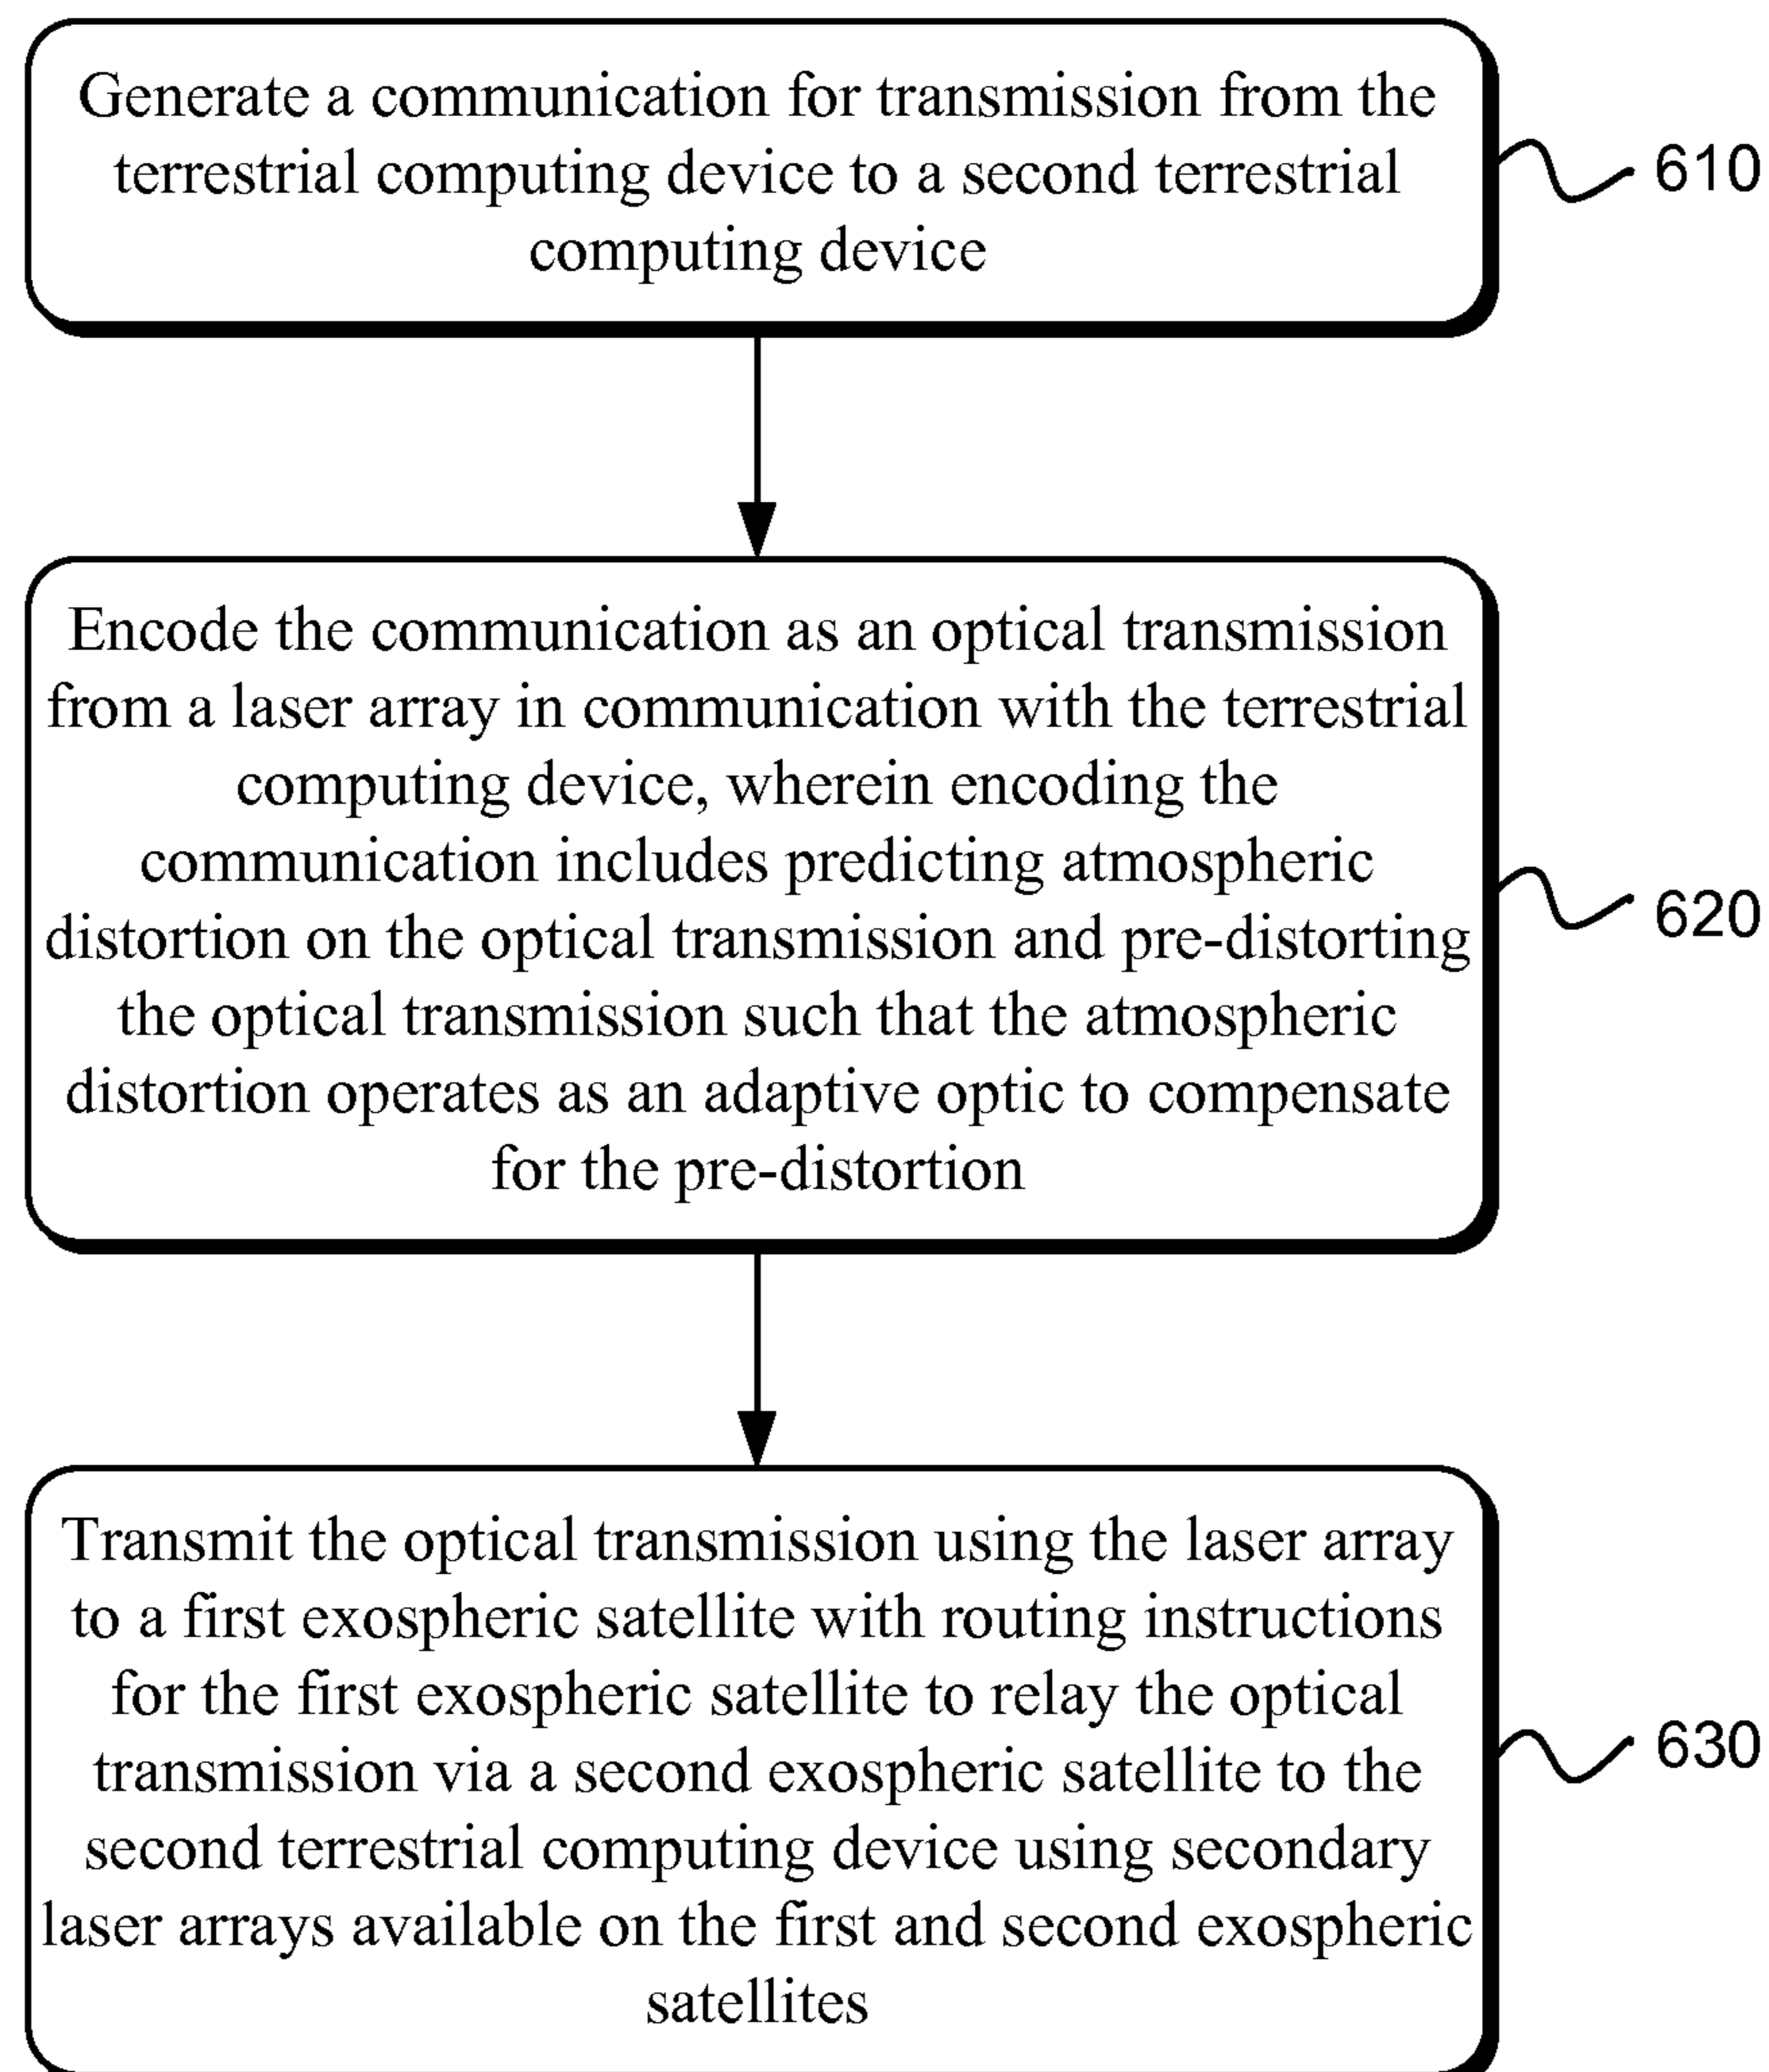 Generate a communication for transmission from the
terrestrial computing device to a second terrestrial
computing device
610
Encode the communication as an optical transmission
from a laser array in communication with the terrestrial
computing device, wherein encoding the
communication includes predicting atmospheric
distortion on the optical transmission and pre-distorting
the optical transmission such that the atmospheric
distortion operates as an adaptive optic to compensate
for the pre-distortion
620
Transmit the optical transmission using the laser array
to a first exospheric satellite with routing instructions
for the first exospheric satellite to relay the optical
transmission via a second exospheric satellite to the
second terrestrial computing device using secondary
laser arrays available on the first and second exospheric
satellites
630